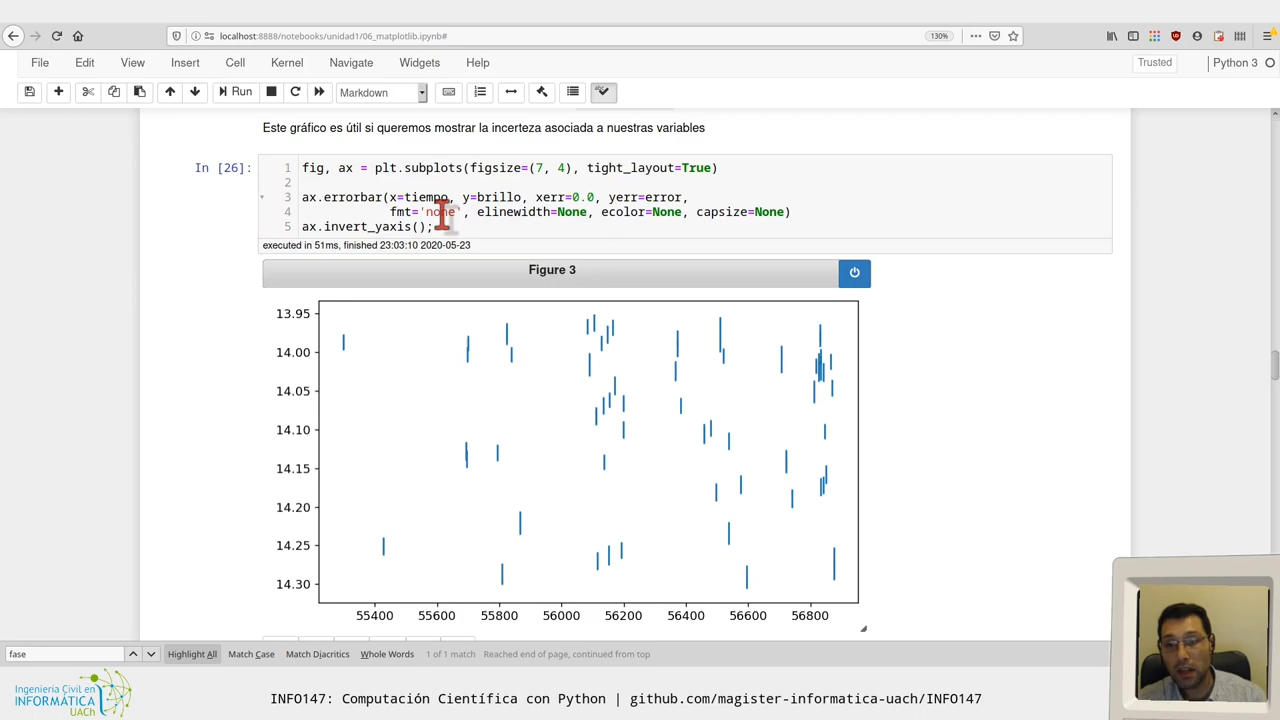 localhost:8888/notebooks/unidad1/06_matplotlib.ipynb#
130%
File Edit View Insert Cell Kernel Navigate Widgets Help
Trusted
Python 3
Run
Markdown
Este gráfico es útil si queremos mostrar la incerteza asociada a nuestras variables
In [26]:
1 fig, ax = plt.subplots(figsize=(7, 4), tight_layout=True)
2
3 ax.errorbar(x=tiempo, y=brillo, xerr=0.0, yerr=error,
4 fmt='none', elinewidth=None, ecolor=None, capsize=None)
5 ax.invert_yaxis();
executed in 51ms, finished 23:03:10 2020-05-23
Figure 3
13.95
14.00
14.05
14.10
14.15
14.20
14.25
14.30
55400 55600 55800 56000 56200 56400 56600 56800
fase
Highlight All Match Case Match Diacritics Whole Words 1 of 1 match Reached end of page, continued from top
Ingeniería Civil en
INFORMÁTICA
UACh
INFO147: Computación Científica con Python | github.com/magister-informatica-uach/INFO147